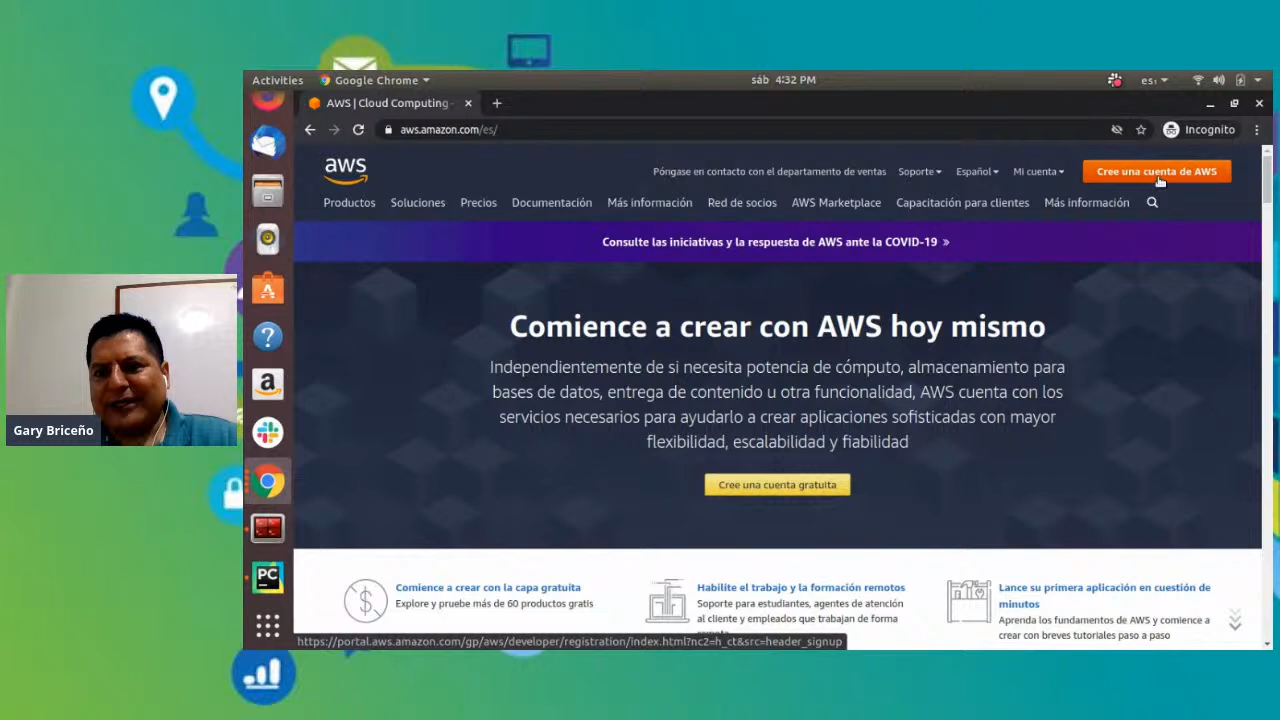 Activities
Google Chrome
sáb 4:32 PM
es₁
AWS | Cloud Computing -
aws.amazon.com/es/
Incognito
aws
Póngase en contacto con el departamento de ventas
Soporte
Español
Mi cuenta
Cree una cuenta de AWS
Productos
Soluciones
Precios
Documentación
Más información
Red de socios
AWS Marketplace
Capacitación para clientes
Más información
Consulte las iniciativas y la respuesta de AWS ante la COVID-19 »
Comience a crear con AWS hoy mismo
Independientemente de si necesita potencia de cómputo, almacenamiento para
bases de datos, entrega de contenido u otra funcionalidad, AWS cuenta con los
servicios necesarios para ayudarlo a crear aplicaciones sofisticadas con mayor
flexibilidad, escalabilidad y fiabilidad
Cree una cuenta gratuita
Gary Briceño
PC
Comience a crear con la capa gratuita
Explore y pruebe más de 60 productos gratis
Habilite el trabajo y la formación remotos
Soporte para estudiantes, agentes de atención
al cliente y empleados que trabajan de forma
Lance su primera aplicación en cuestión de
minutos
Aprenda los fundamentos de AWS y comience a
crear con breves tutoriales paso a paso
https://portal.aws.amazon.com/gp/aws/developer/registration/index.html?nc2=h_ct&src=header_signup